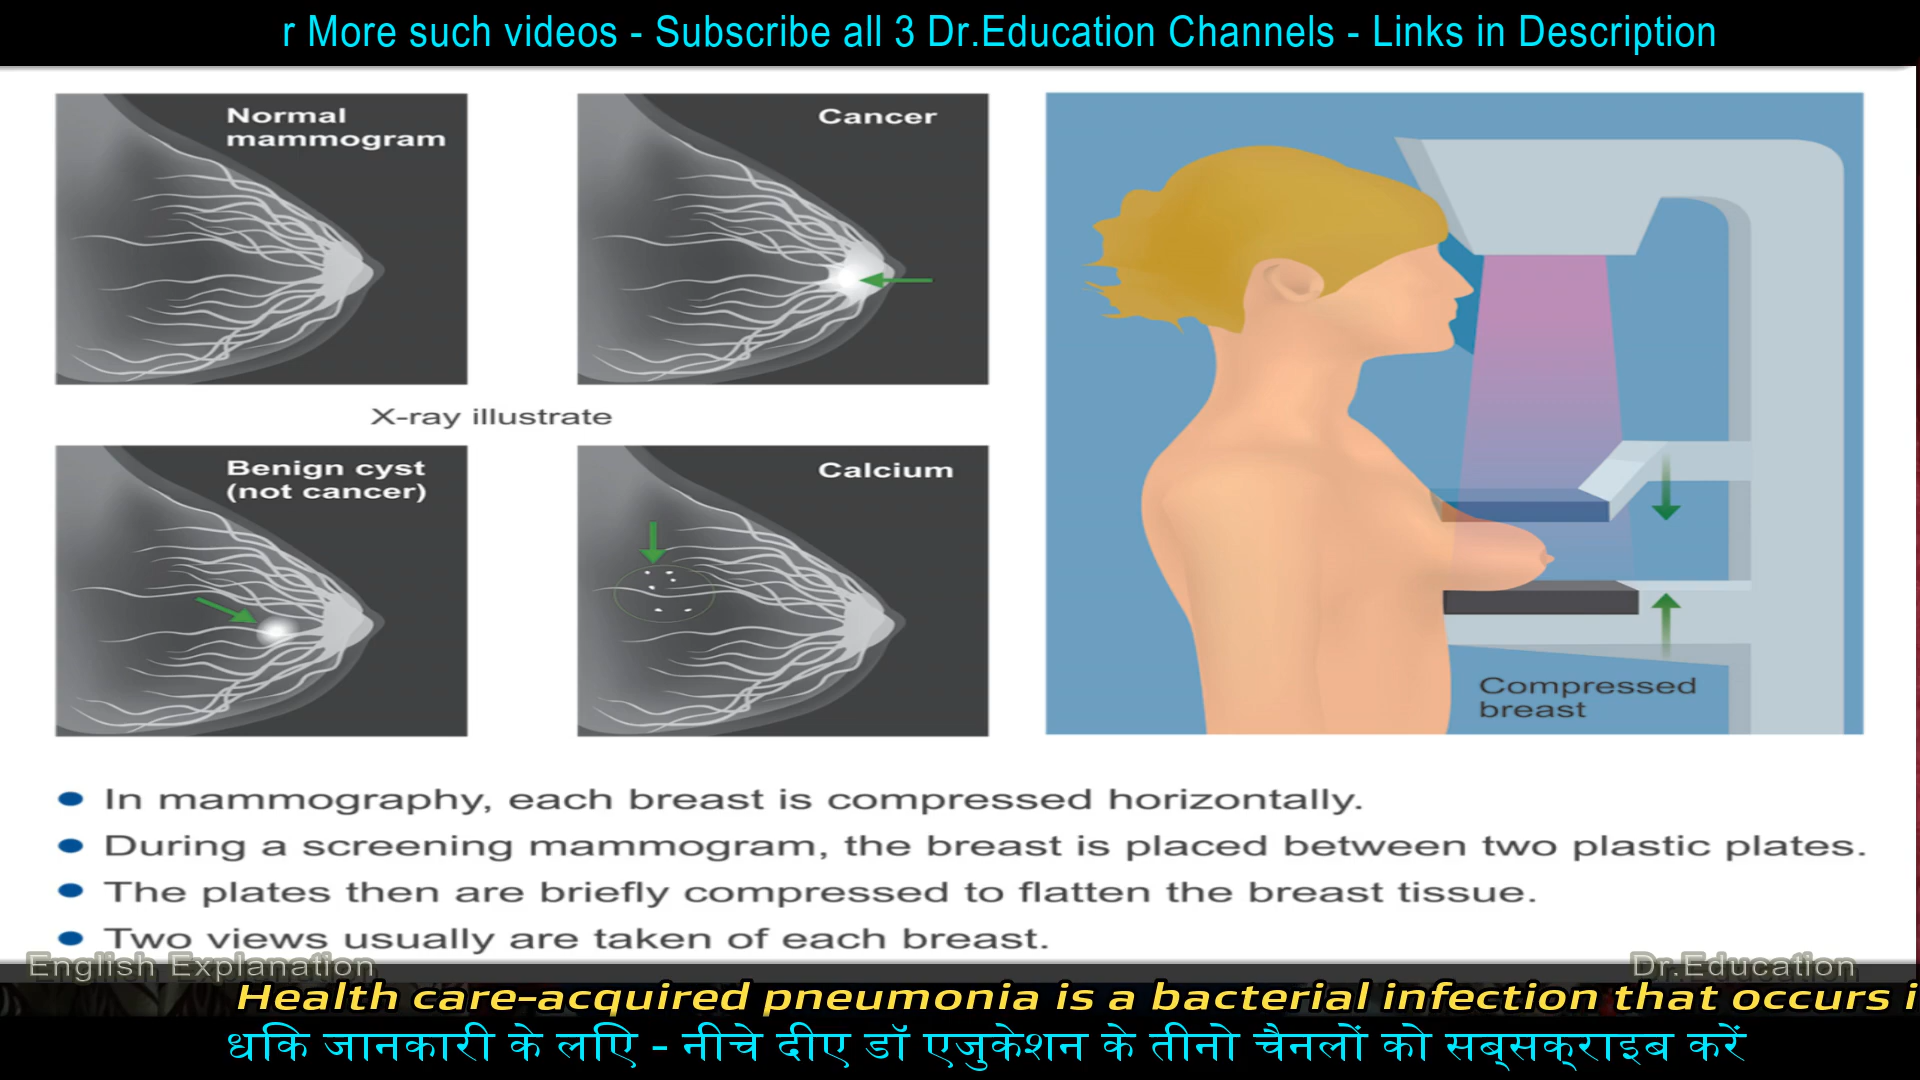 r More such videos - Subscribe all 3 Dr.Education Channels - Links in Description
Normal
mammogram
Cancer
X-ray illustrate
Benign cyst
(not cancer)
Calcium
Compressed
breast
In mammography, each breast is compressed horizontally.
During a screening mammogram, the breast is placed between two plastic plates.
The plates then are briefly compressed to flatten the breast tissue.
Two views usually are taken of each breast.
English Explanation
Dr.Education
Health care-acquired pneumonia is a bacterial infection that occurs i
धिक जानकारी के लिए - नीचे दीए डॉ एजुकेशन के तीनो चैनलों को सब्सक्राइब करें